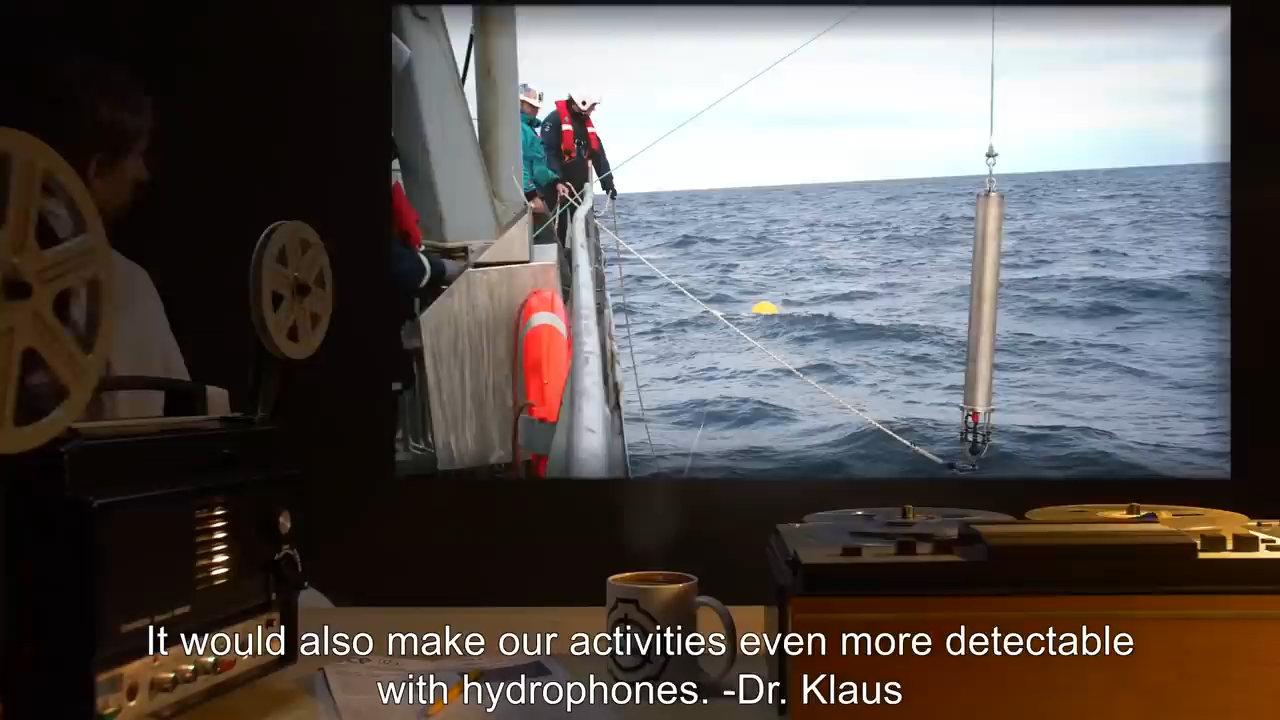 It would also make our activities even more detectable
with hydrophones. -Dr. Klaus